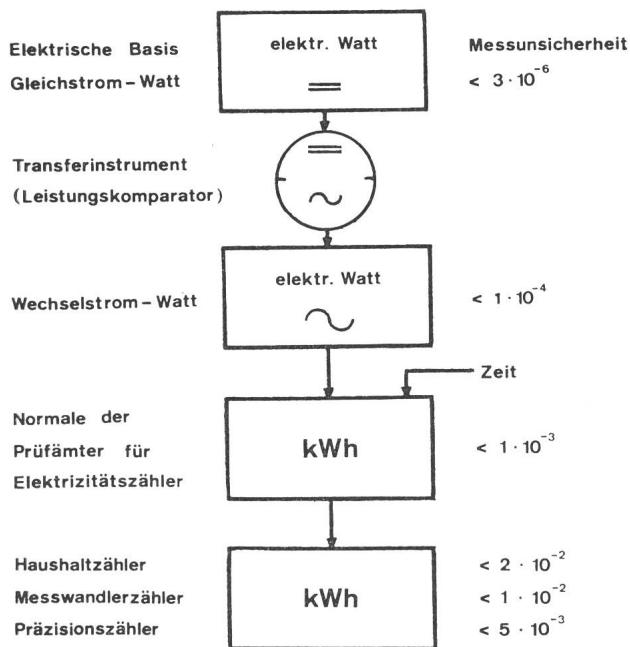 Elektrische Basis
Gleichstrom-Watt
elektr. Watt
Messunsicherheit
< 3·10⁻⁶
Transferinstrument
(Leistungskomparator)
Wechselstrom-Watt
elektr. Watt
< 1·10⁻⁴
Zeit
Normale der
Prüfämter für
Elektrizitätszähler
kWh
< 1·10⁻³
Haushaltzähler
Messwandlerzähler
Präzisionszähler
kWh
< 2·10⁻²
< 1·10⁻²
< 5·10⁻³